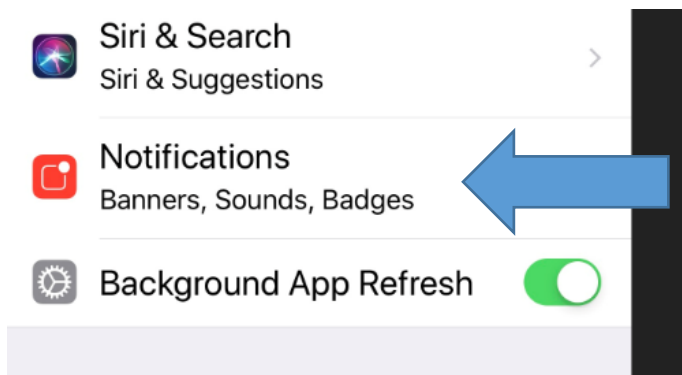 Siri & Search
Siri & Suggestions
Notifications
Banners, Sounds, Badges
Background App Refresh